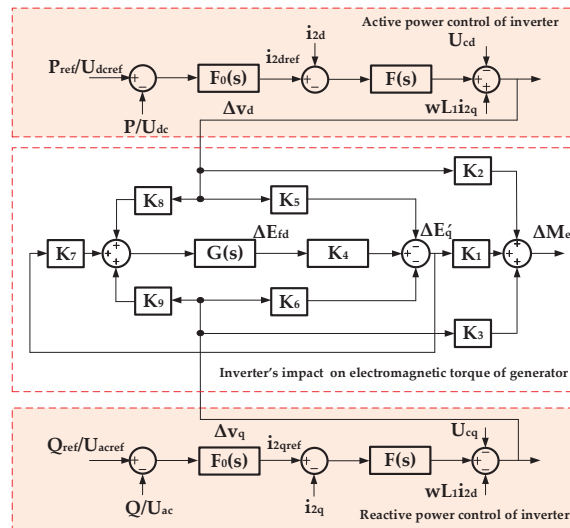 Active power control of inverter
i2d
Ucd
Pref/Udcref
i2dref
+
−
F0(s)
+
−
F(s)
−
+
+
P/Udc
Δvd
wL1i2q
K2
K8
K5
ΔEfd
ΔE′q
ΔMe
K7
+
+
+
+
G(s)
K4
−
+
−
K1
+
+
+
+
K9
K6
K3
Inverter's impact on electromagnetic torque of generator
Δvq
Ucq
Qref/Uacref
i2qref
+
−
F0(s)
+
−
F(s)
+
−
−
Q/Uac
i2q
wL1i2d
Reactive power control of inverter